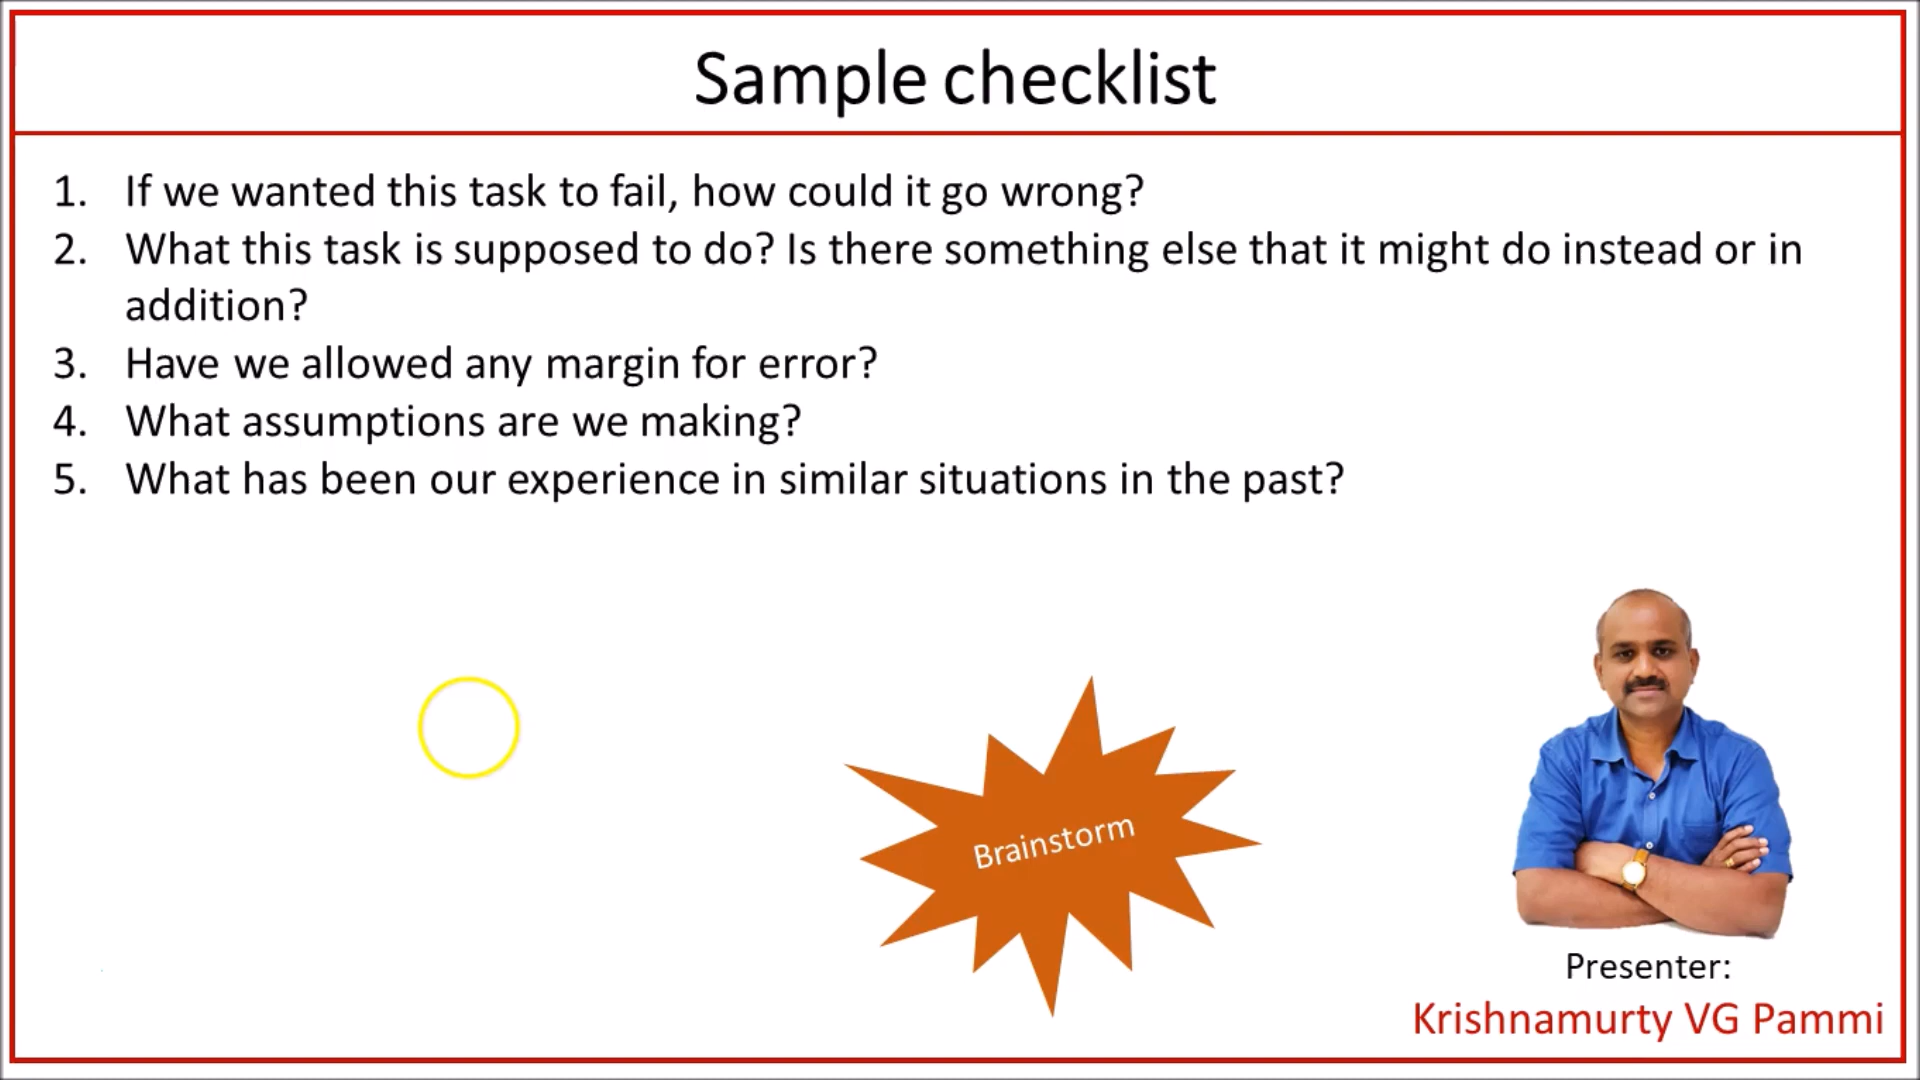 Sample checklist
1. If we wanted this task to fail, how could it go wrong?
2. What this task is supposed to do? Is there something else that it might do instead or in
addition?
3. Have we allowed any margin for error?
4. What assumptions are we making?
5. What has been our experience in similar situations in the past?
Brainstorm
Presenter:
Krishnamurty VG Pammi